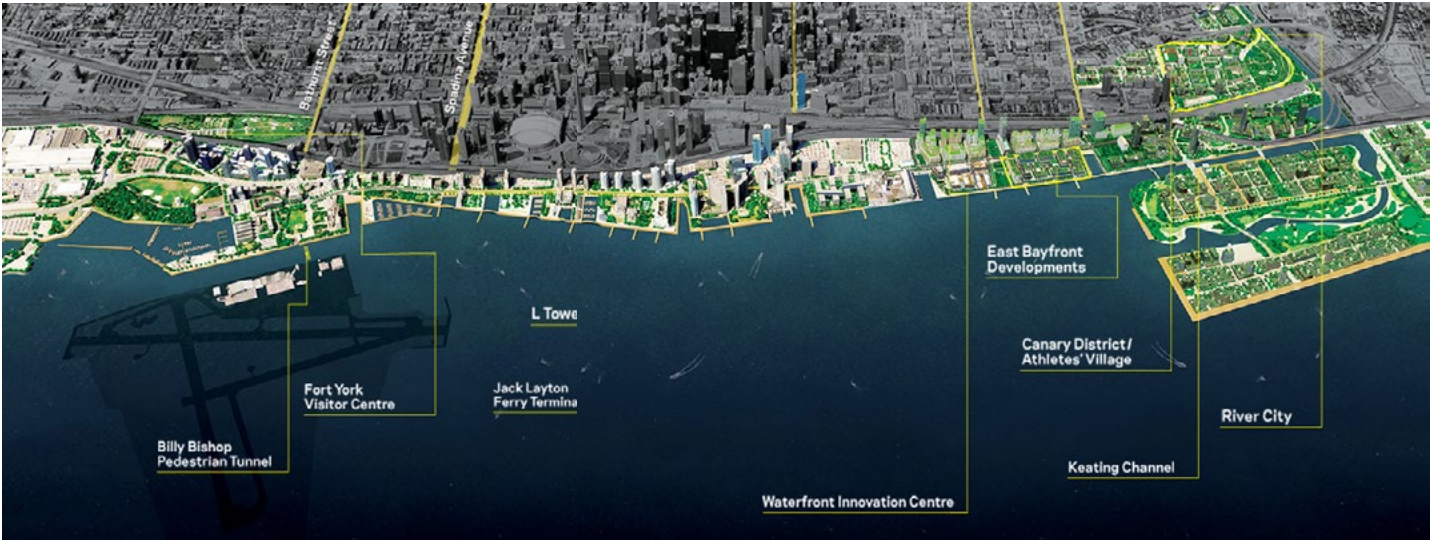 Bathurst Street
Spadina Avenue
East Bayfront
Developments
L Towe
Canary District/
Athletes' Village
Fort York
Visitor Centre
Jack Layton
Ferry Termina
River City
Billy Bishop
Pedestrian Tunnel
Keating Channel
Waterfront Innovation Centre